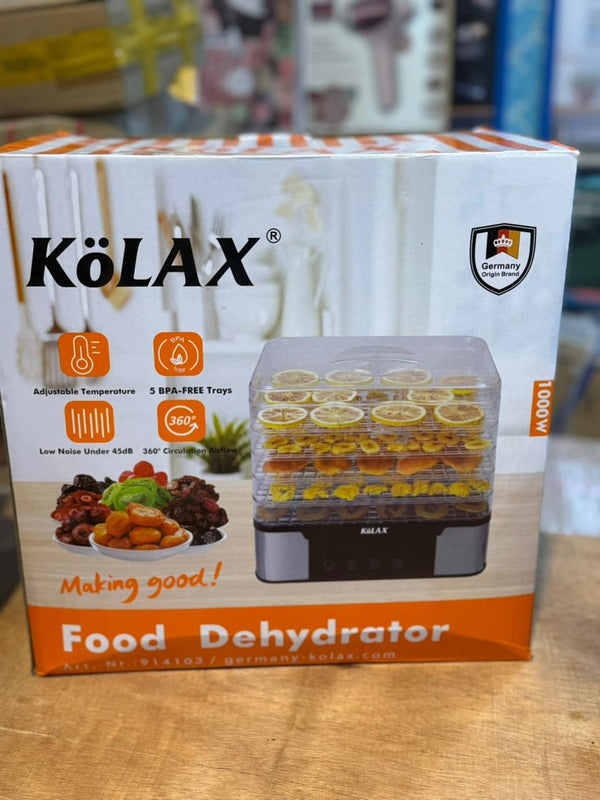 KöLAX®
Germany
Origin Brand
BPA
free
Adjustable Temperature
5 BPA-FREE Trays
1000W
360°
Low Noise Under 45dB
360° Circulation Airflow
KöLAX
Making good!
Food Dehydrator
Art.-Nr.:914103 / germany-kolax.com